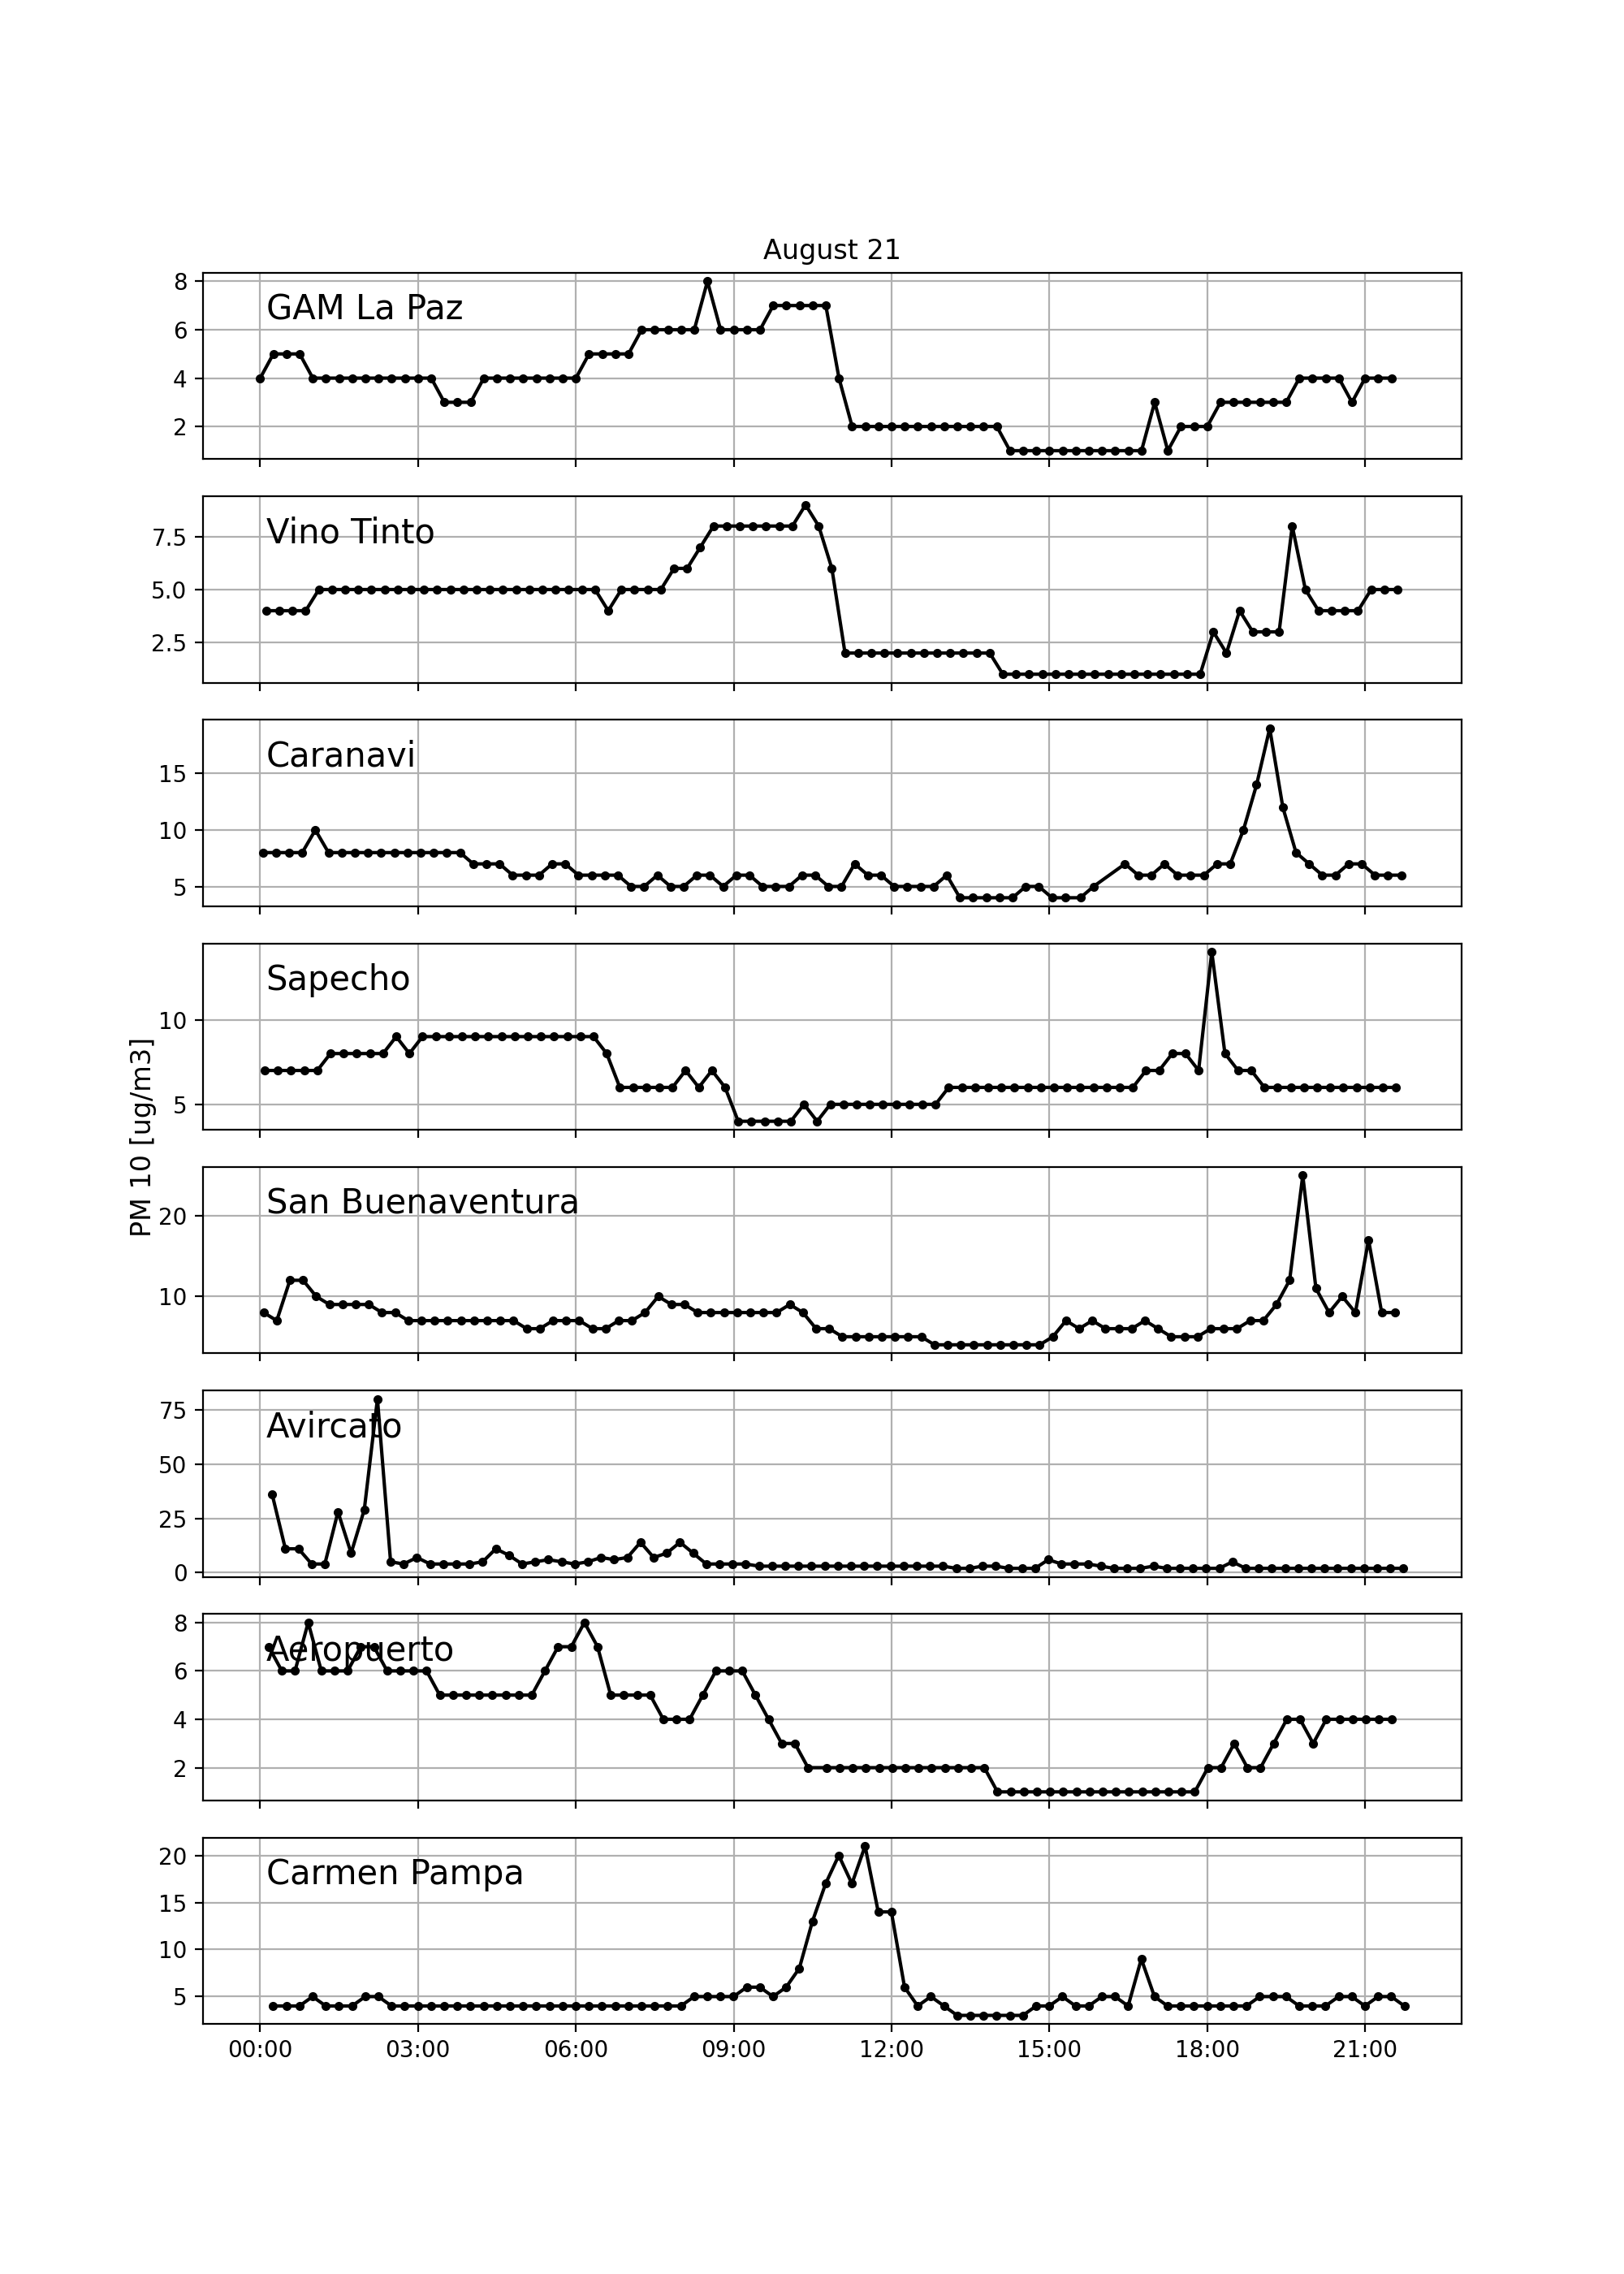 August 21
PM 10 [ug/m3]
GAM La Paz
8
6
4
2
Vino Tinto
7.5
5.0
2.5
Caranavi
15
10
5
Sapecho
10
5
San Buenaventura
20
10
Avircato
75
50
25
0
Aeropuerto
8
6
4
2
Carmen Pampa
20
15
10
5
00:00 03:00 06:00 09:00 12:00 15:00 18:00 21:00